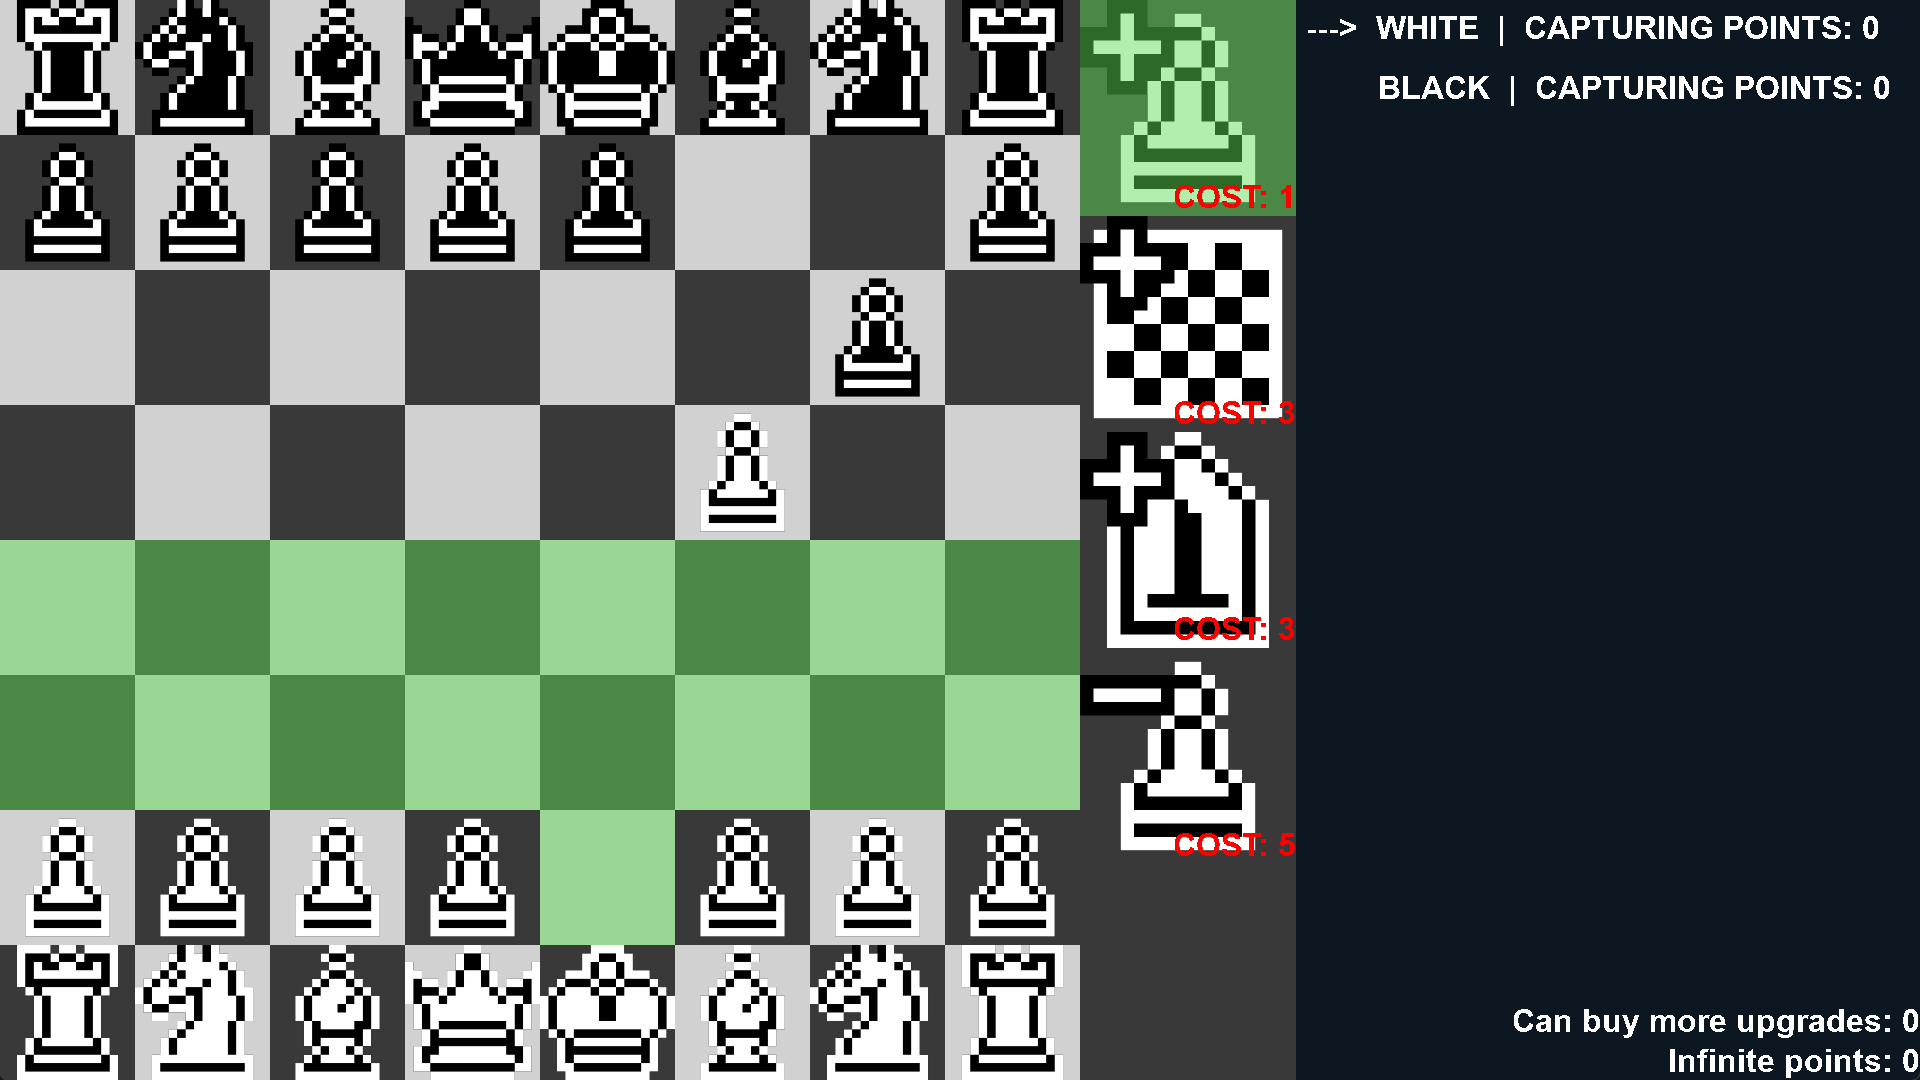 ---> WHITE | CAPTURING POINTS: 0
BLACK | CAPTURING POINTS: 0
COST: 1
COST: 3
COST: 3
COST: 5
Can buy more upgrades: 0
Infinite points: 0